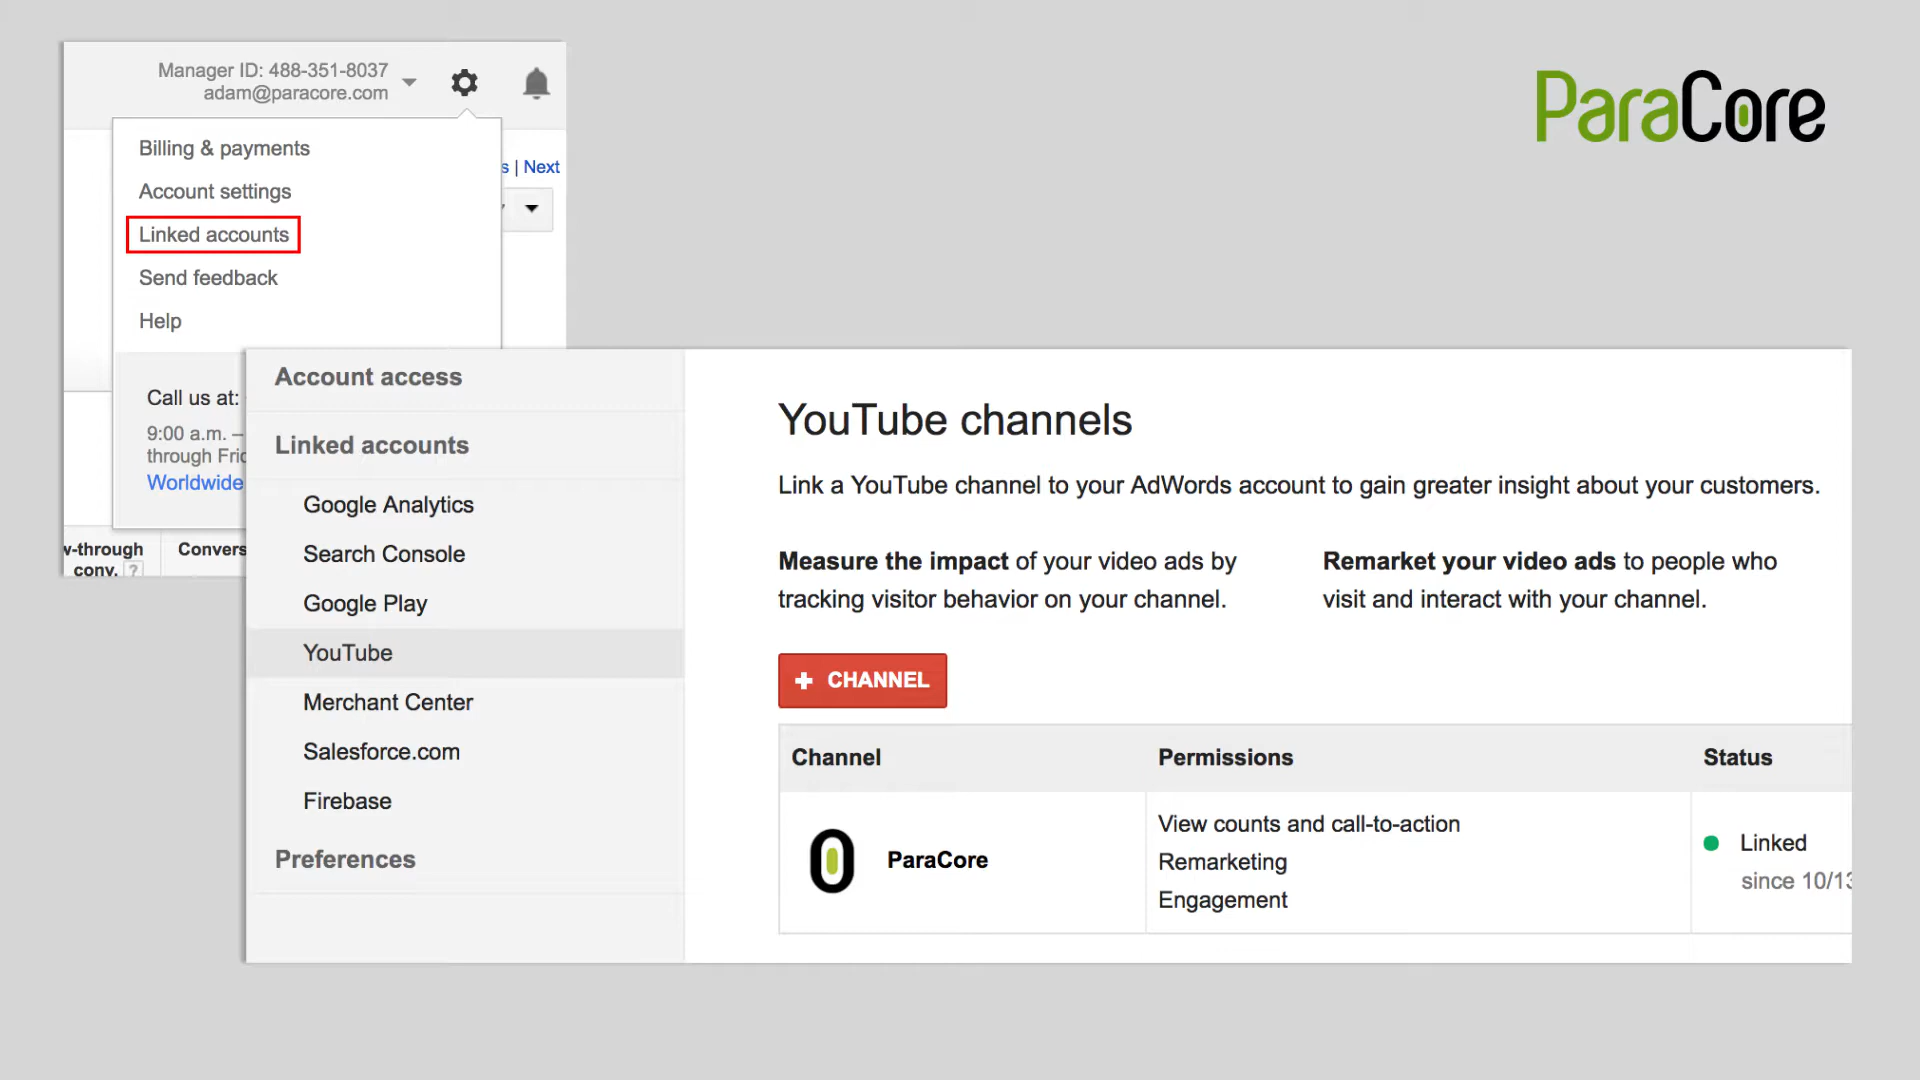 Manager ID: 488-351-8037
adam@paracore.com
ParaCore
Billing & payments
Account settings
Linked accounts
Send feedback
Help
s | Next
Call us at:
9:00 a.m. –
through Fri
Worldwide
w-through
conv. ?
Convers
Account access
Linked accounts
Google Analytics
Search Console
Google Play
YouTube
Merchant Center
Salesforce.com
Firebase
Preferences
YouTube channels
Link a YouTube channel to your AdWords account to gain greater insight about your customers.
Measure the impact of your video ads by
tracking visitor behavior on your channel.
Remarket your video ads to people who
visit and interact with your channel.
+ CHANNEL
Channel
Permissions
Status
ParaCore
View counts and call-to-action
Remarketing
Engagement
Linked
since 10/13